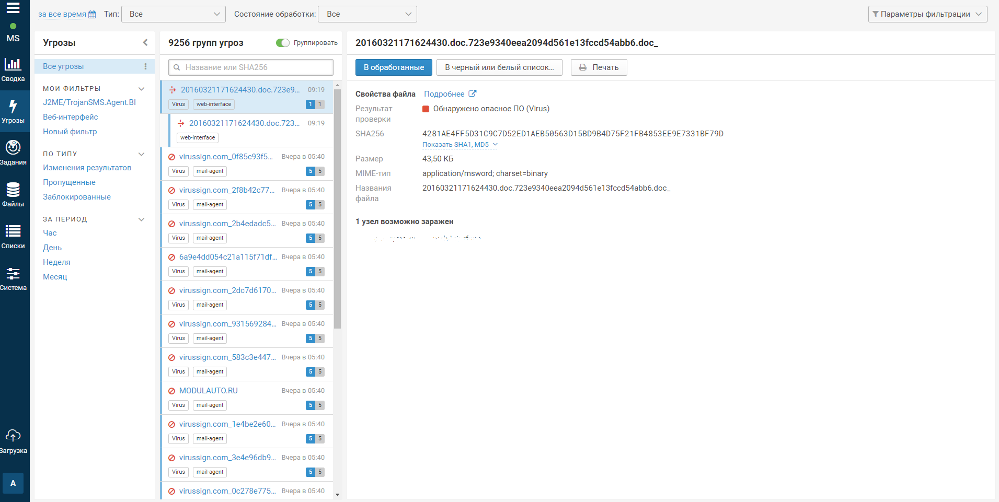 за все время
Тип:
Все
Состояние обработки:
Все
Параметры фильтрации
MS
Сводка
Угрозы
Задания
Файлы
Списки
Система
Загрузка
A
Угрозы
Все угрозы
МОИ ФИЛЬТРЫ
J2ME/TrojanSMS.Agent.BI
Веб-интерфейс
Новый фильтр
ПО ТИПУ
Изменения результатов
Пропущенные
Заблокированные
ЗА ПЕРИОД
Час
День
Неделя
Месяц
9256 групп угроз
Группировать
Название или SHA256
20160321171624430.doc.723e9... 09:19
Virus web-interface 1 1
20160321171624430.doc.723... 09:19
web-interface
virussign.com_0f85c93f5... Вчера в 05:40
Virus mail-agent 5 5
virussign.com_2f8b42c77... Вчера в 05:40
Virus mail-agent 5 5
virussign.com_2b4edadc5... Вчера в 05:40
Virus mail-agent 5 5
6a9e4dd054c21a115f71df... Вчера в 05:40
Virus mail-agent 5 5
virussign.com_2dc7d6170... Вчера в 05:40
Virus mail-agent 5 5
virussign.com_931569284... Вчера в 05:40
Virus mail-agent 5 5
virussign.com_583c3e447... Вчера в 05:40
Virus mail-agent 5 5
MODULAUTO.RU Вчера в 05:40
Virus mail-agent 5 5
virussign.com_1e4be2e60... Вчера в 05:40
Virus mail-agent 5 5
virussign.com_3e4e96db9... Вчера в 05:40
Virus mail-agent 5 5
virussign.com_0c278e775... Вчера в 05:40
20160321171624430.doc.723e9340eea2094d561e13fccd54abb6.doc_
В обработанные
В черный или белый список...
Печать
Свойства файла Подробнее
Результат проверки
Обнаружено опасное ПО (Virus)
SHA256 4281AE4FF5D31C9C7D52ED1AEB50563D15BD9B4D75F21FB4853EE9E7331BF79D
Показать SHA1, MD5
Размер 43,50 КБ
MIME-тип application/msword; charset=binary
Названия файла
20160321171624430.doc.723e9340eea2094d561e13fccd54abb6.doc_
1 узел возможно заражен